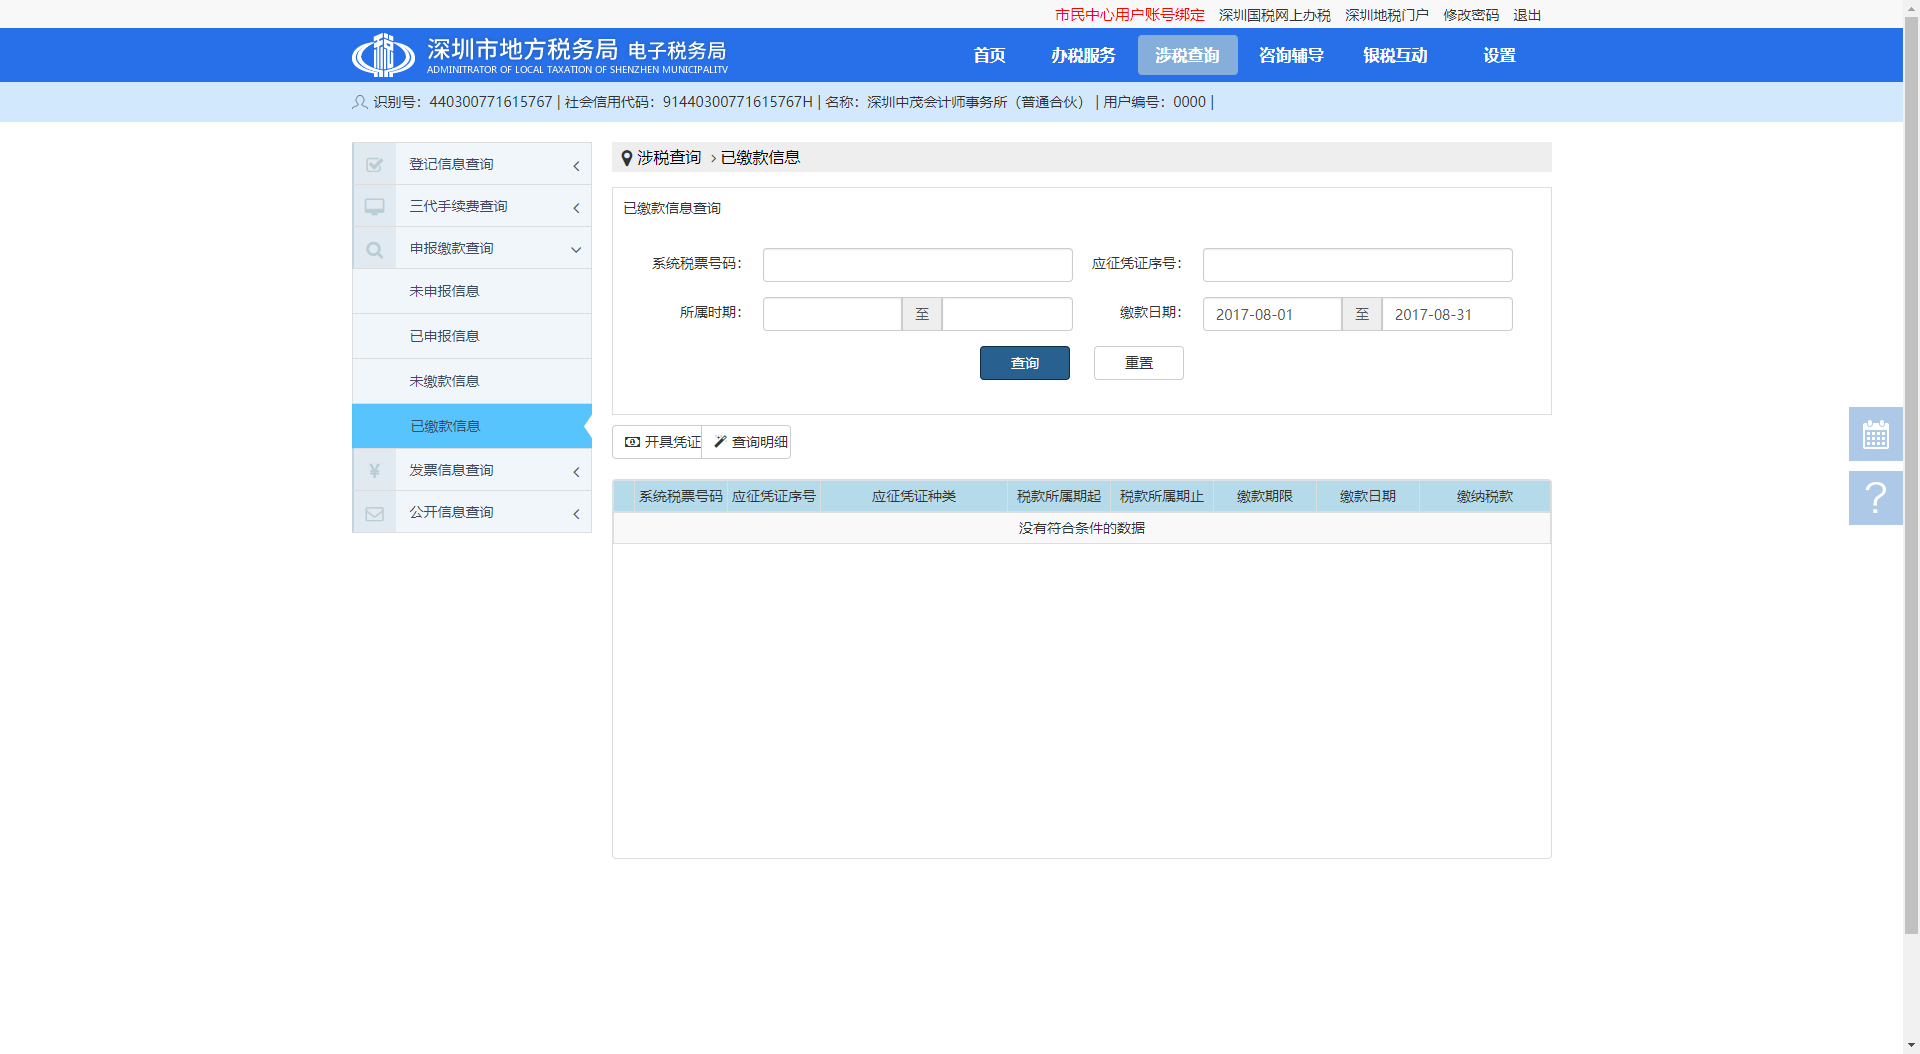 市民中心用户账号绑定 深圳国税网上办税 深圳地税门户 修改密码 退出
深圳市地方税务局 电子税务局
ADMINITRATOR OF LOCAL TAXATION OF SHENZHEN MUNICIPALITV
首页 办税服务 涉税查询 咨询辅导 银税互动 设置
识别号：440300771615767 | 社会信用代码：91440300771615767H | 名称：深圳中茂会计师事务所（普通合伙） | 用户编号：0000 |
登记信息查询
三代手续费查询
申报缴款查询
未申报信息
已申报信息
未缴款信息
已缴款信息
发票信息查询
公开信息查询
涉税查询 > 已缴款信息
已缴款信息查询
系统税票号码： 应征凭证序号：
所属时期： 至 缴款日期： 2017-08-01 至 2017-08-31
查询 重置
开具凭证 查询明细
系统税票号码 应征凭证序号 应征凭证种类 税款所属期起 税款所属期止 缴款期限 缴款日期 缴纳税款
没有符合条件的数据